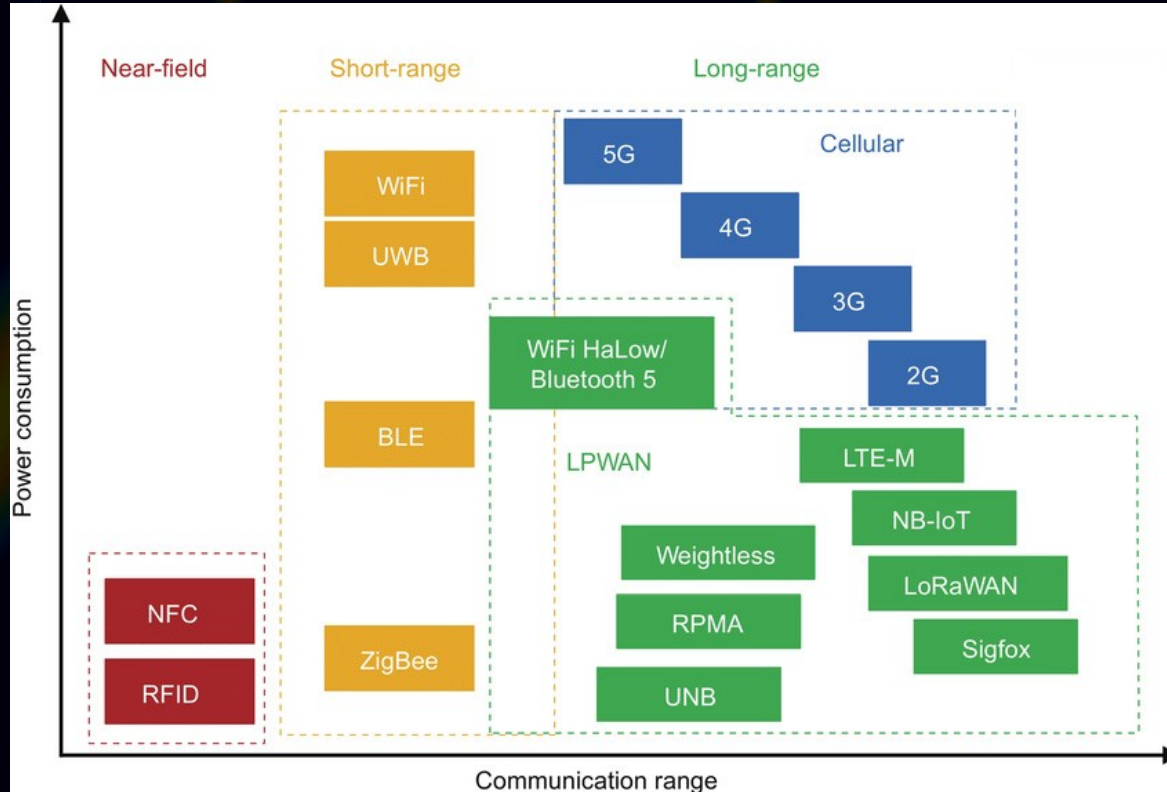 Near-field
Short-range
Long-range
Cellular
5G
WiFi
4G
UWB
3G
WiFi HaLow/
Bluetooth 5
2G
BLE
LPWAN
LTE-M
NB-IoT
Weightless
LoRaWAN
NFC
RPMA
Sigfox
ZigBee
RFID
UNB
Power consumption
Communication range